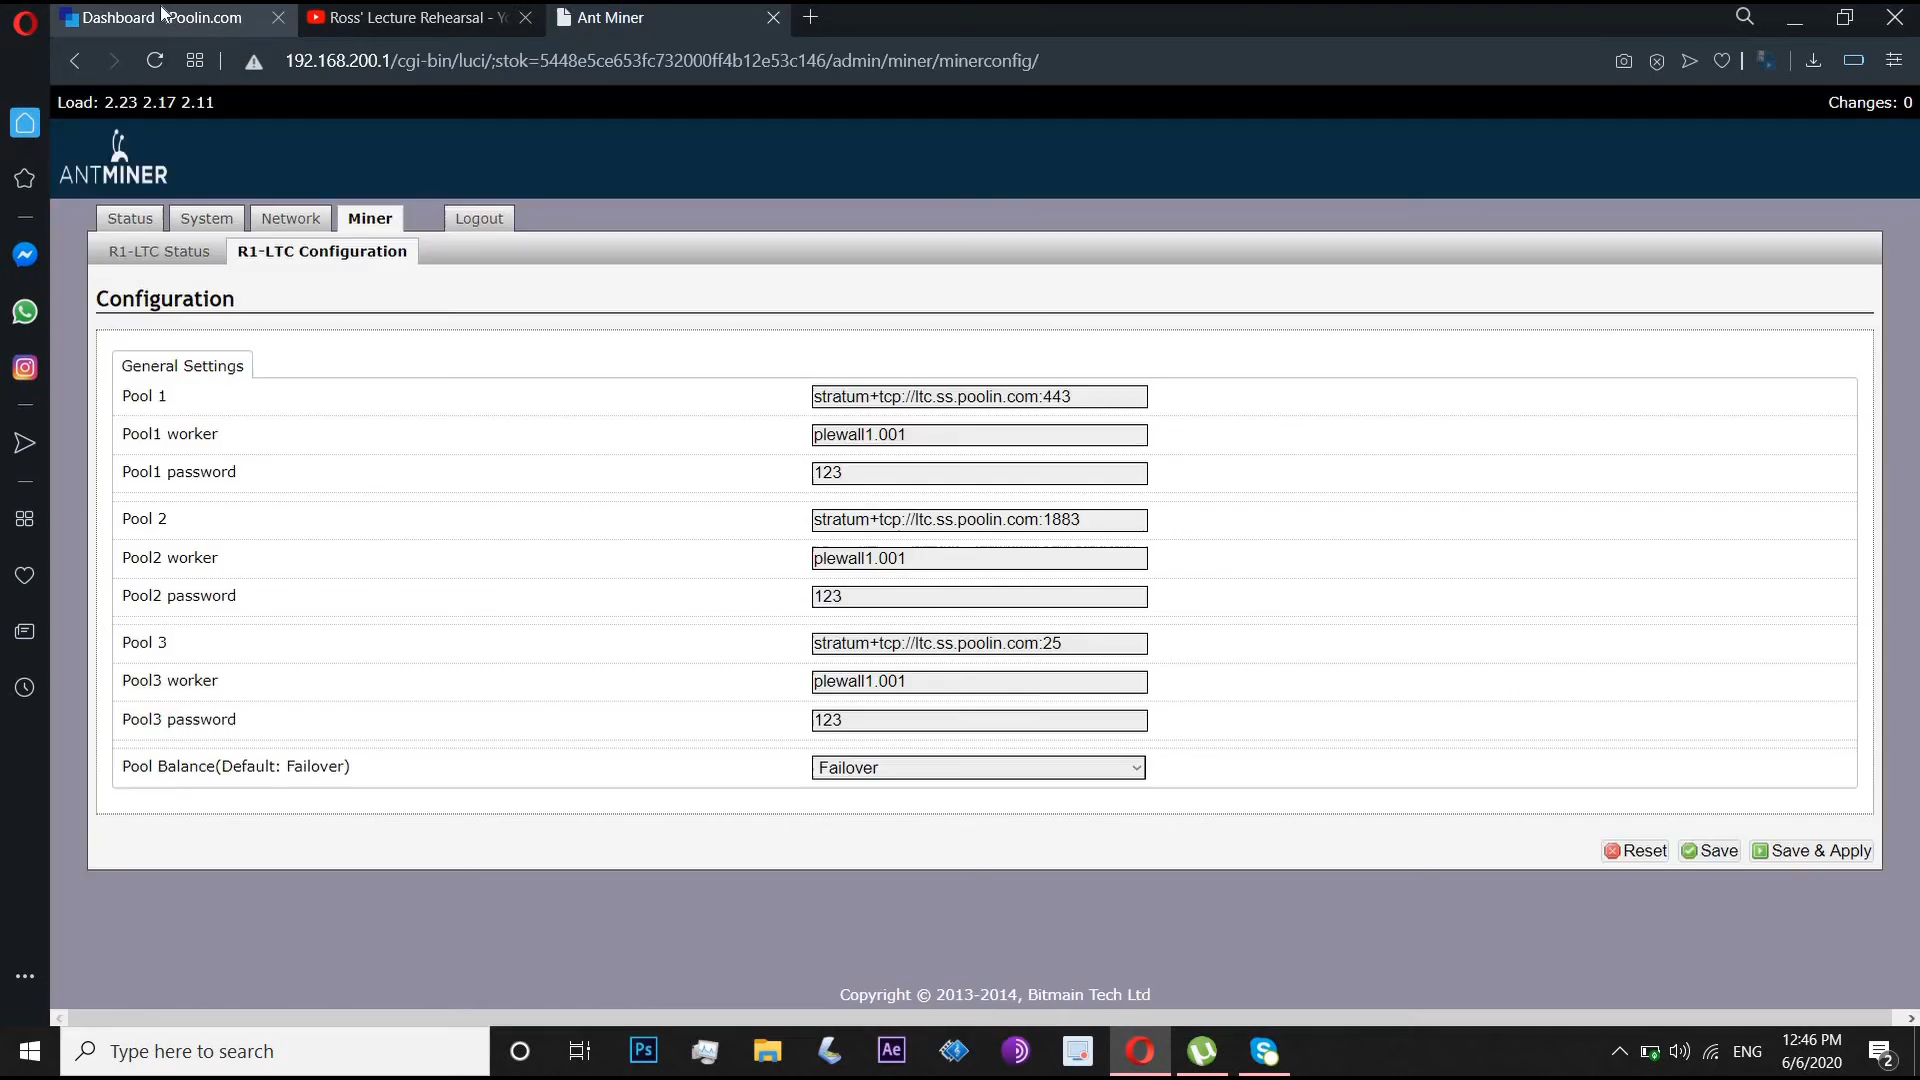 Dashboard Poolin.com
Ross' Lecture Rehearsal - Yo
Ant Miner
192.168.200.1/cgi-bin/luci/;stok=5448e5ce653fc732000ff4b12e53c146/admin/miner/minerconfig/
Load: 2.23 2.17 2.11
Changes: 0
ANTMINER
Status
System
Network
Miner
Logout
R1-LTC Status
R1-LTC Configuration
Configuration
General Settings
Pool 1
stratum+tcp://ltc.ss.poolin.com:443
Pool1 worker
plewall1.001
Pool1 password
123
Pool 2
stratum+tcp://ltc.ss.poolin.com:1883
Pool2 worker
plewall1.001
Pool2 password
123
Pool 3
stratum+tcp://ltc.ss.poolin.com:25
Pool3 worker
plewall1.001
Pool3 password
123
Pool Balance(Default: Failover)
Failover
Reset
Save
Save & Apply
Copyright © 2013-2014, Bitmain Tech Ltd
Type here to search
Ps
Ae
ENG
12:46 PM
6/6/2020
2